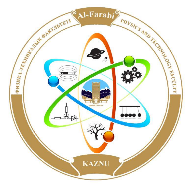 Al-Farabi
PHYSICS AND TECHNOLOGY FACULTY
KAZNU